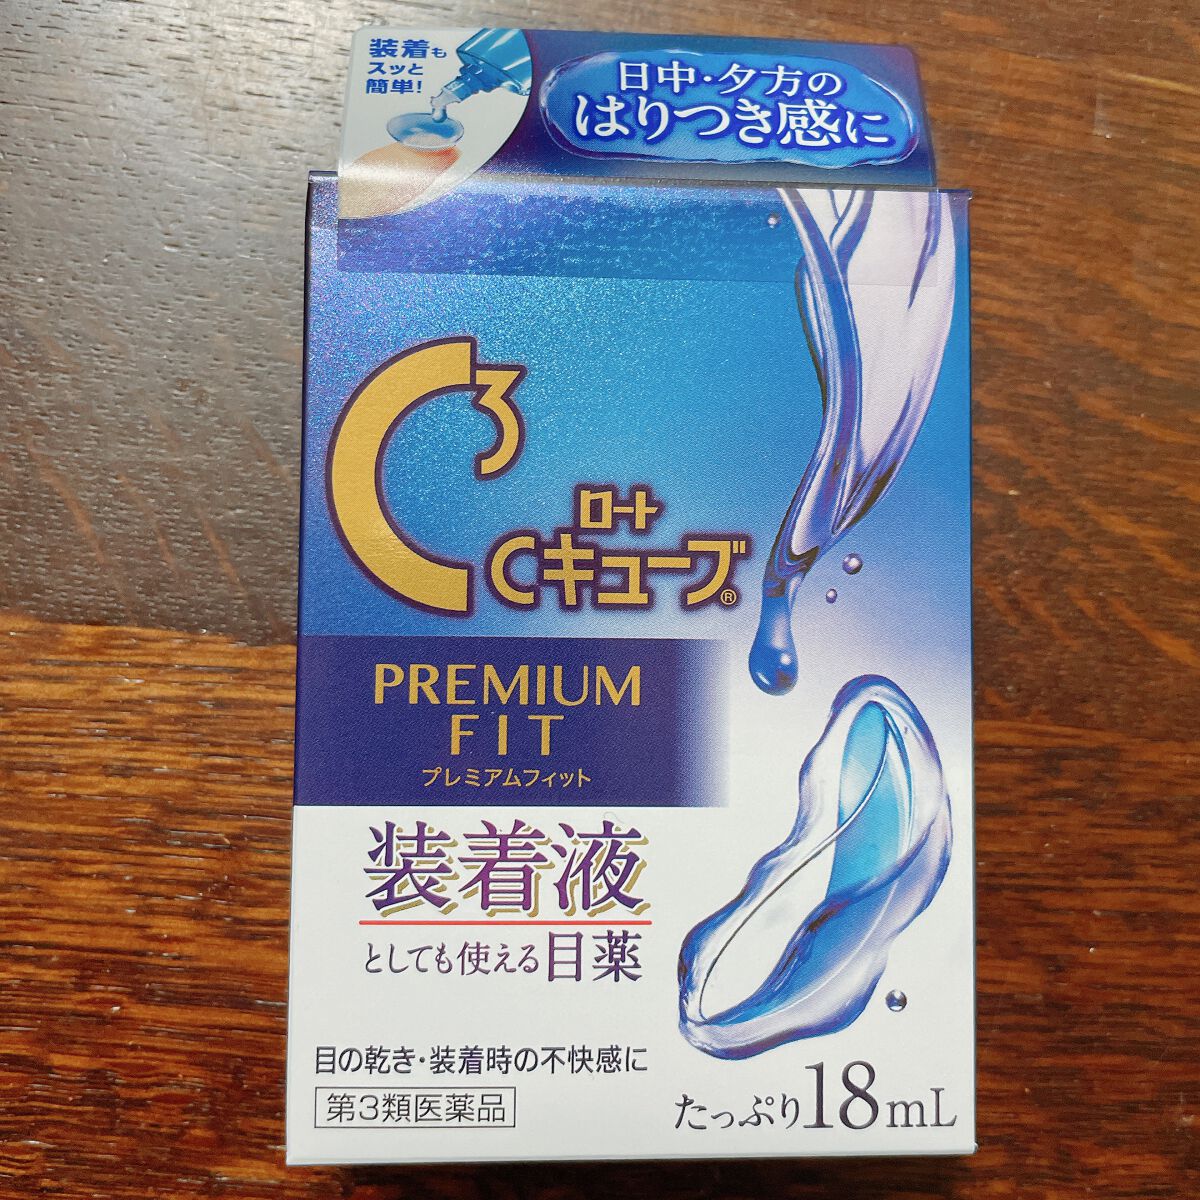 装着も
スッと
簡単!
日中・夕方の
はりつき感に
C3
ロート
Cキューブ®
PREMIUM
FIT
プレミアムフィット
装着液
としても使える目薬
目の乾き・装着時の不快感に
第3類医薬品
たっぷり18mL